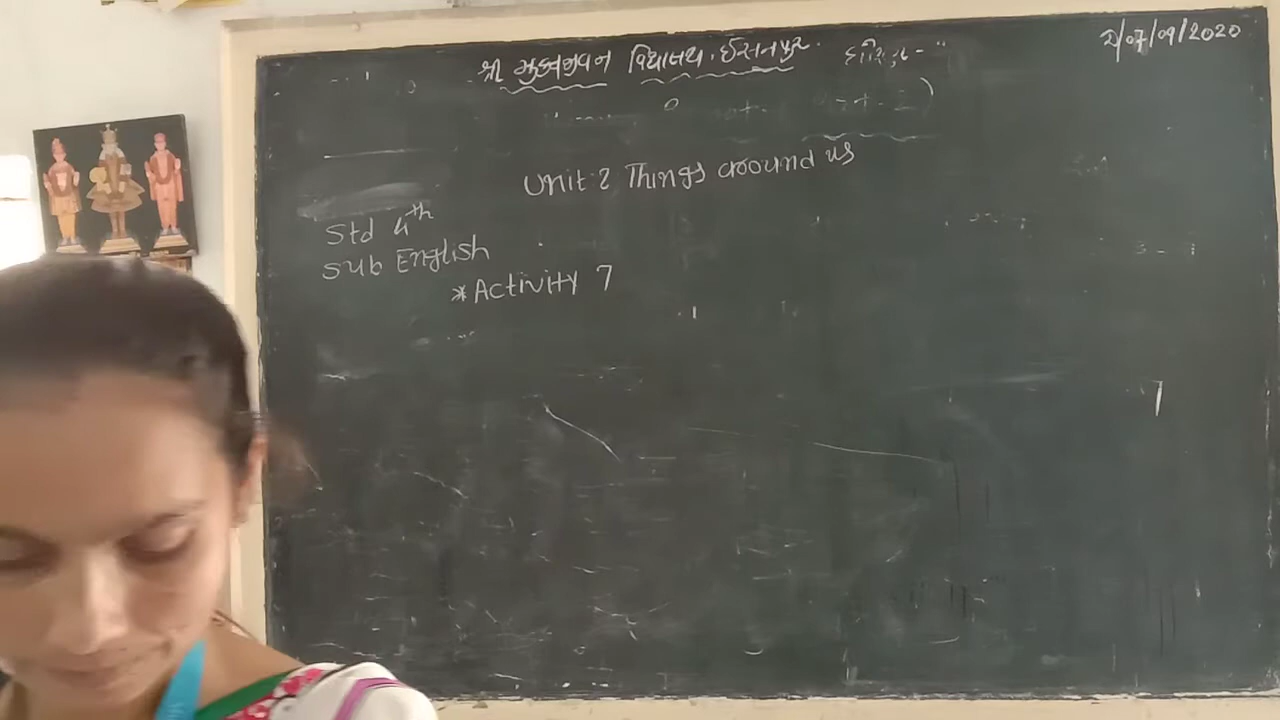 શ્રી મુક્તજીવન વિદ્યાલય. ઈસનપુર.
તા/07/09/2020
Unit 2 Things around us
Std 4th
Sub English
* Activity 7